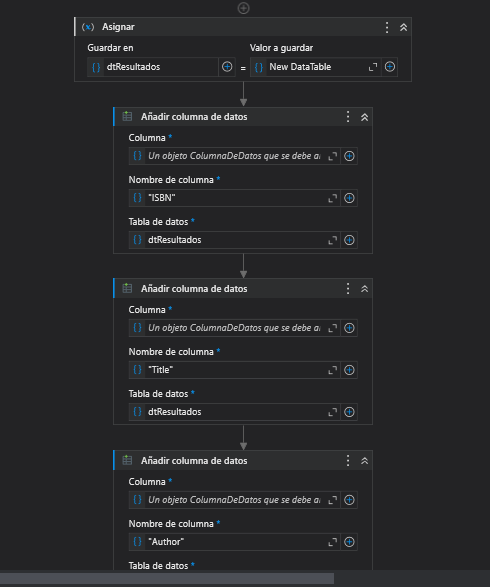 (x) Asignar
Guardar en Valor a guardar
{} dtResultados = {} New DataTable
Añadir columna de datos
Columna *
{} Un objeto ColumnaDeDatos que se debe a
Nombre de columna *
{} "ISBN"
Tabla de datos *
{} dtResultados
Añadir columna de datos
Columna *
{} Un objeto ColumnaDeDatos que se debe a
Nombre de columna *
{} "Title"
Tabla de datos *
{} dtResultados
Añadir columna de datos
Columna *
{} Un objeto ColumnaDeDatos que se debe a
Nombre de columna *
{} "Author"
Tabla de datos *